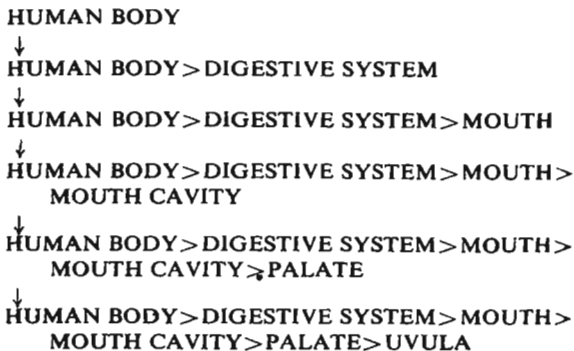 HUMAN BODY
↓
HUMAN BODY>DIGESTIVE SYSTEM
↓
HUMAN BODY>DIGESTIVE SYSTEM>MOUTH
↓
HUMAN BODY>DIGESTIVE SYSTEM>MOUTH>
MOUTH CAVITY
↓
HUMAN BODY>DIGESTIVE SYSTEM>MOUTH>
MOUTH CAVITY>PALATE
↓
HUMAN BODY>DIGESTIVE SYSTEM>MOUTH>
MOUTH CAVITY>PALATE>UVULA